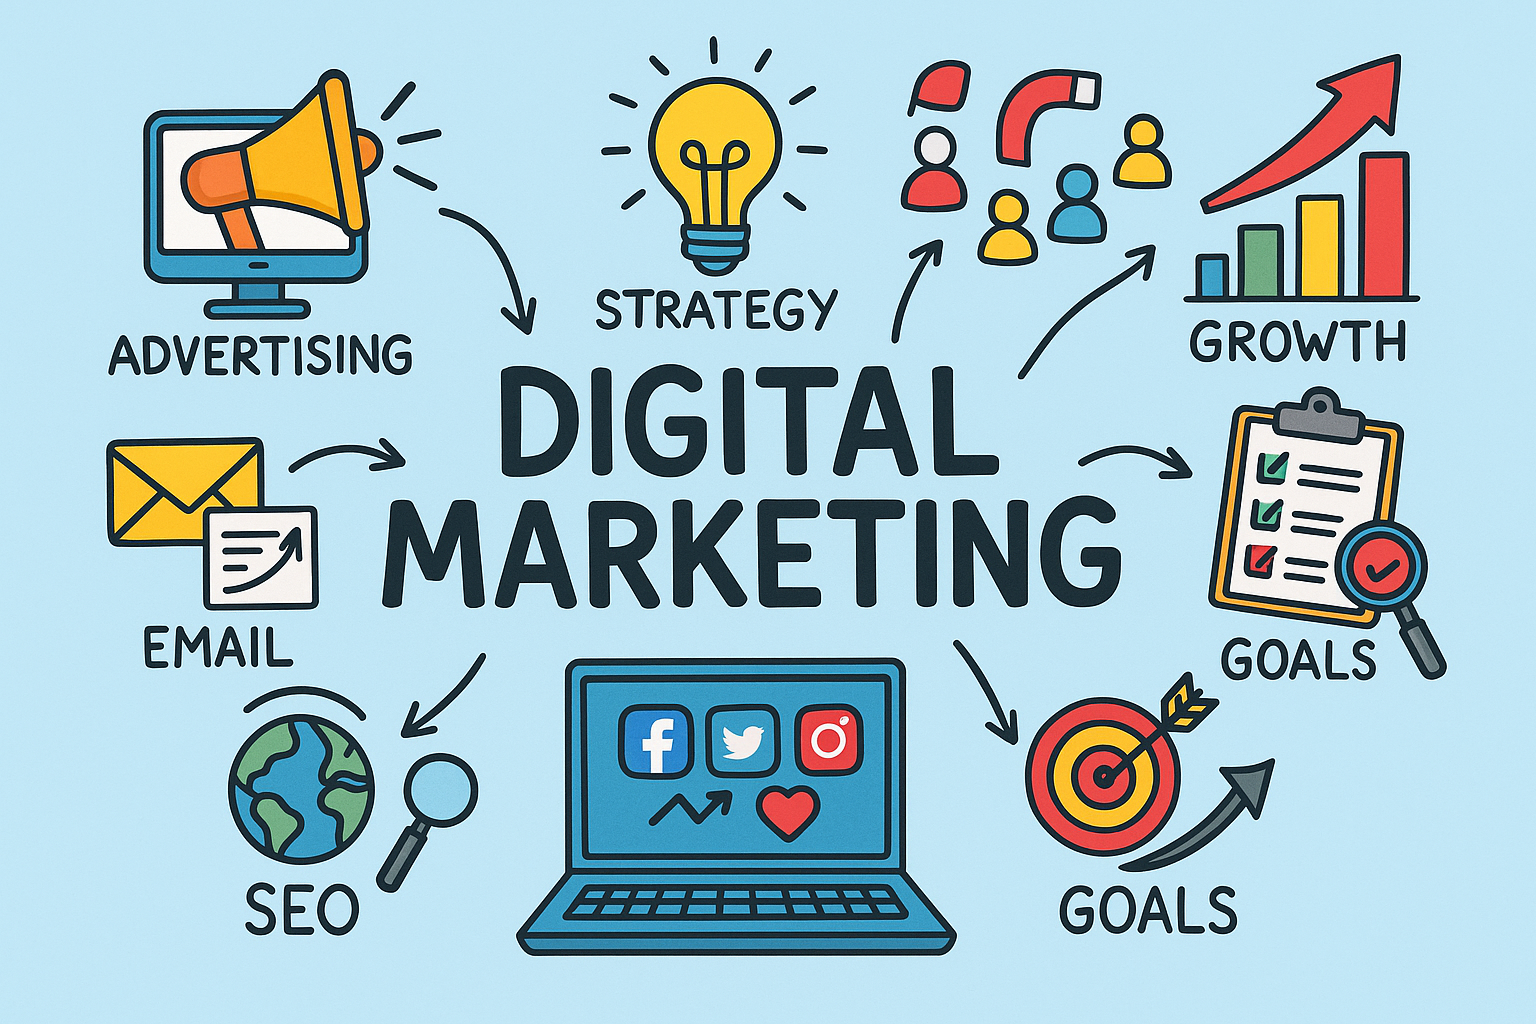 STRATEGY
ADVERTISING
GROWTH
DIGITAL
MARKETING
EMAIL
GOALS
f
SEO
GOALS